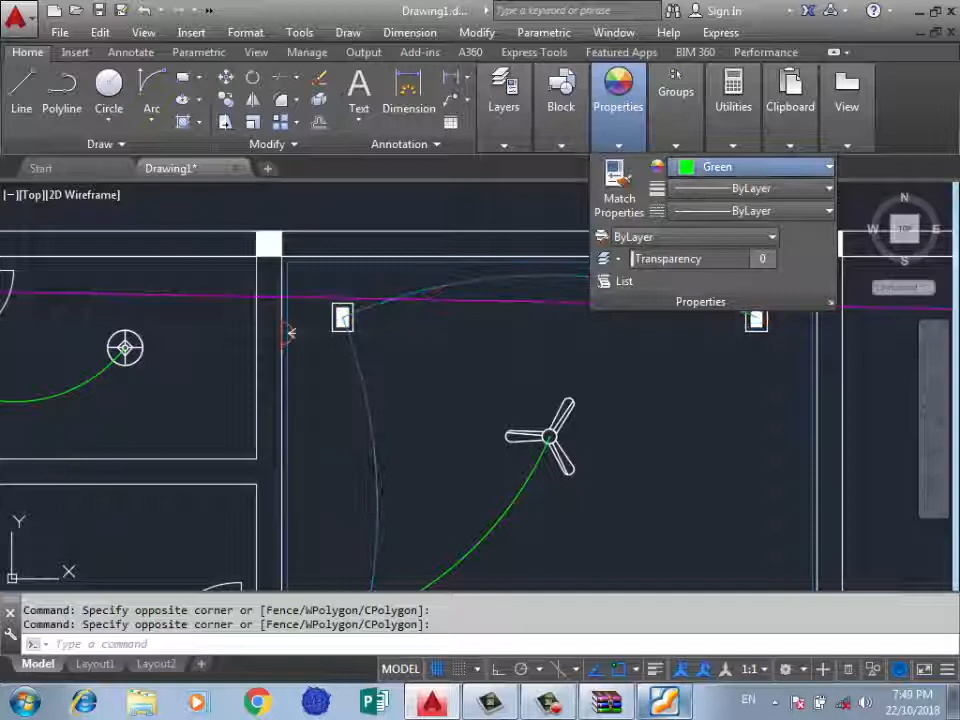 Drawing1.d...
Type a keyword or phrase
Sign In
File Edit View Insert Format Tools Draw Dimension Modify Parametric Window Help Express
Home Insert Annotate Parametric View Manage Output Add-ins A360 Express Tools Featured Apps BIM 360 Performance
Line Polyline Circle Arc Text Dimension Layers Block Properties Groups Utilities Clipboard View
Draw Modify Annotation
Start Drawing1*
Green
[−][Top][2D Wireframe]
Match
Properties
ByLayer
ByLayer
ByLayer
Transparency 0
List
Properties
N
W TOP E
S
Y
X
Command: Specify opposite corner or [Fence/WPolygon/CPolygon]:
Command: Specify opposite corner or [Fence/WPolygon/CPolygon]:
Type a command
Model Layout1 Layout2 MODEL 1:1
EN
7:49 PM
22/10/2018